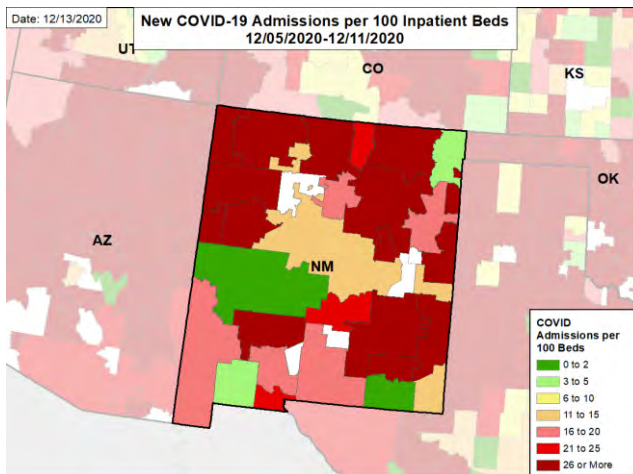 Date: 12/13/2020
New COVID-19 Admissions per 100 Inpatient Beds
12/05/2020-12/11/2020
UT
CO
KS
AZ
NM
OK
COVID
Admissions per
100 Beds
0 to 2
3 to 5
6 to 10
11 to 15
16 to 20
21 to 25
26 or More